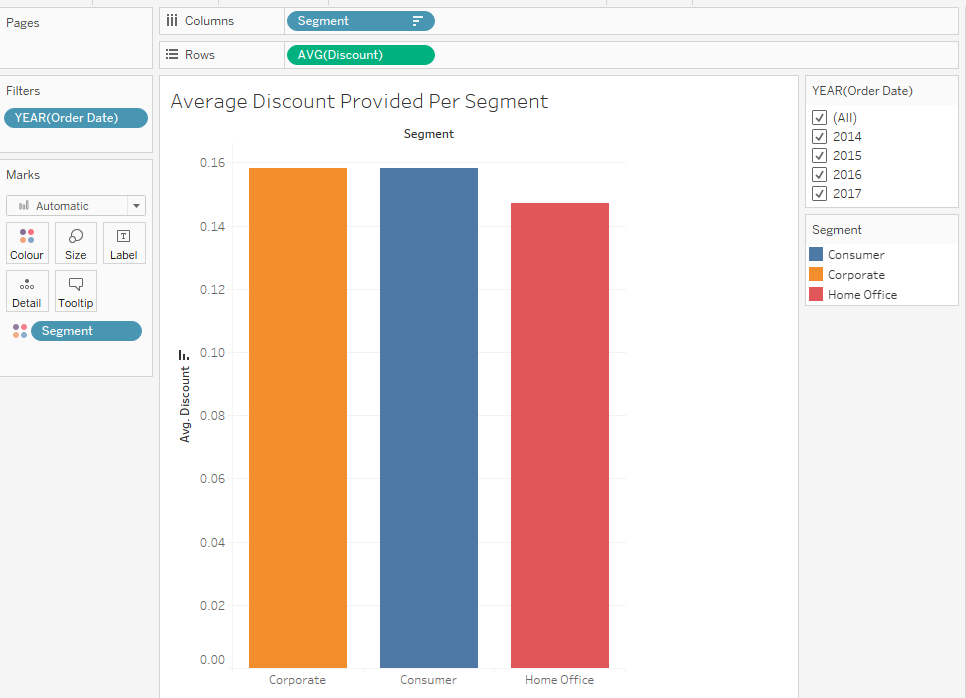 Pages
Columns
Segment
Rows
AVG(Discount)
Filters
YEAR(Order Date)
Marks
Automatic
Colour
Size
Label
Detail
Tooltip
Segment
Average Discount Provided Per Segment
Segment
Avg. Discount
0.16
0.14
0.12
0.10
0.08
0.06
0.04
0.02
0.00
Corporate
Consumer
Home Office
YEAR(Order Date)
(All)
2014
2015
2016
2017
Segment
Consumer
Corporate
Home Office